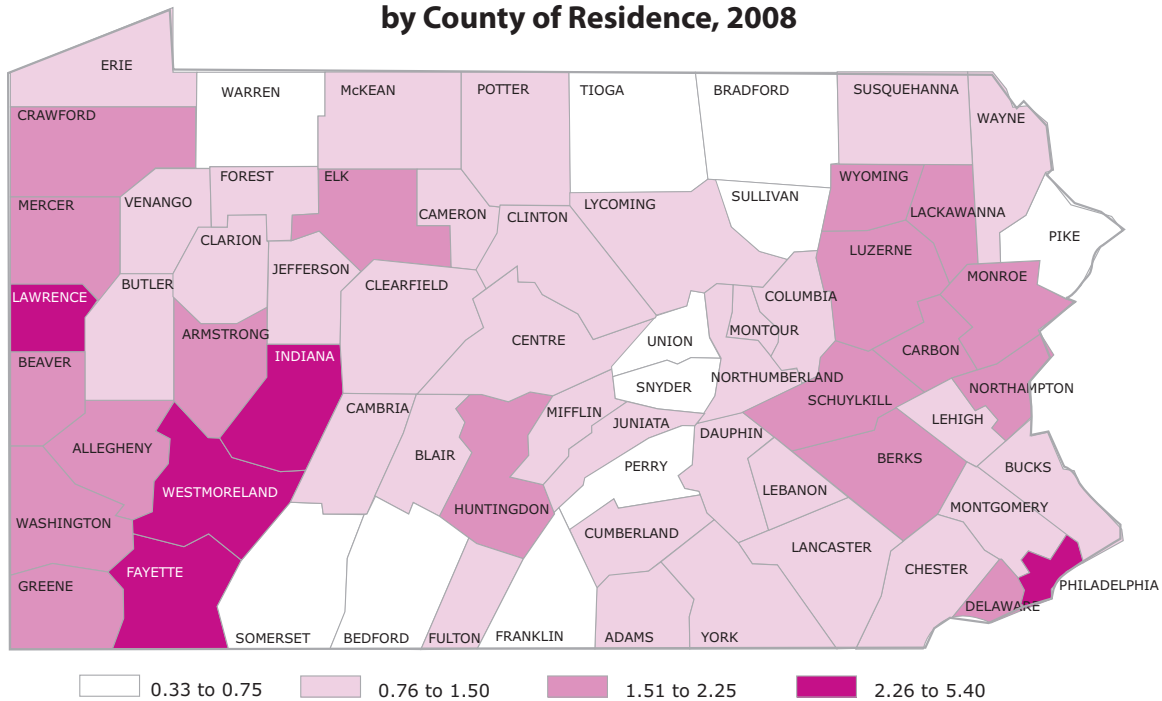 by County of Residence, 2008
ERIE
WARREN
McKEAN
POTTER
TIOGA
BRADFORD
SUSQUEHANNA
WAYNE
CRAWFORD
FOREST
ELK
WYOMING
MERCER
VENANGO
CAMERON
CLINTON
LYCOMING
SULLIVAN
LACKAWANNA
PIKE
CLARION
JEFFERSON
LUZERNE
MONROE
LAWRENCE
BUTLER
CLEARFIELD
COLUMBIA
ARMSTRONG
CENTRE
UNION
MONTOUR
CARBON
BEAVER
INDIANA
SNYDER
NORTHUMBERLAND
NORTHAMPTON
CAMBRIA
MIFFLIN
JUNIATA
SCHUYLKILL
LEHIGH
ALLEGHENY
BLAIR
PERRY
DAUPHIN
BERKS
BUCKS
WESTMORELAND
HUNTINGDON
LEBANON
MONTGOMERY
WASHINGTON
CUMBERLAND
LANCASTER
CHESTER
PHILADELPHIA
GREENE
FAYETTE
DELAWARE
SOMERSET
BEDFORD
FULTON
FRANKLIN
ADAMS
YORK
0.33 to 0.75
0.76 to 1.50
1.51 to 2.25
2.26 to 5.40